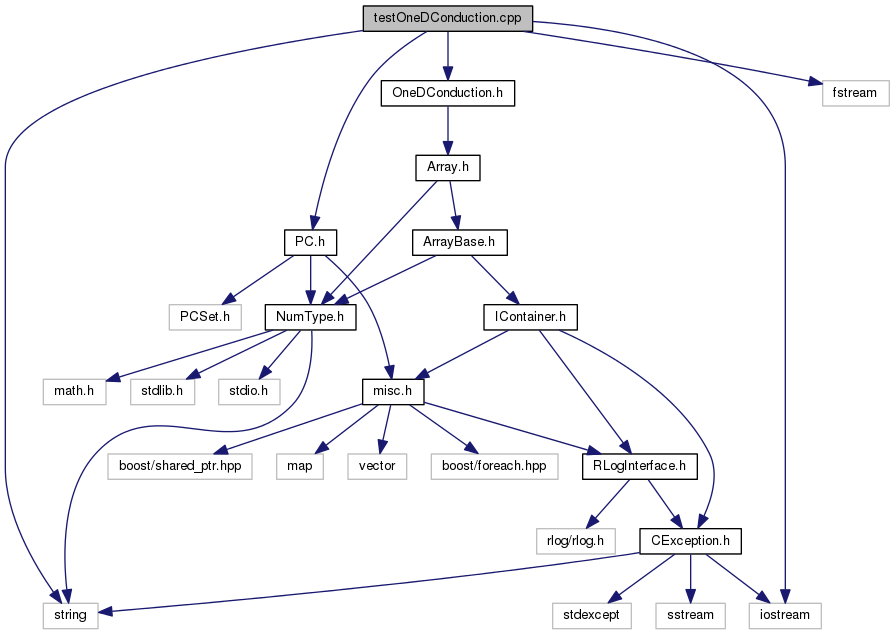 testOneDConduction.cpp
OneDConduction.h
fstream
Array.h
PC.h
ArrayBase.h
PCSet.h
NumType.h
IContainer.h
math.h
stdlib.h
stdio.h
misc.h
boost/shared_ptr.hpp
map
vector
boost/foreach.hpp
RLogInterface.h
rlog/rlog.h
CException.h
string
stdexcept
sstream
iostream